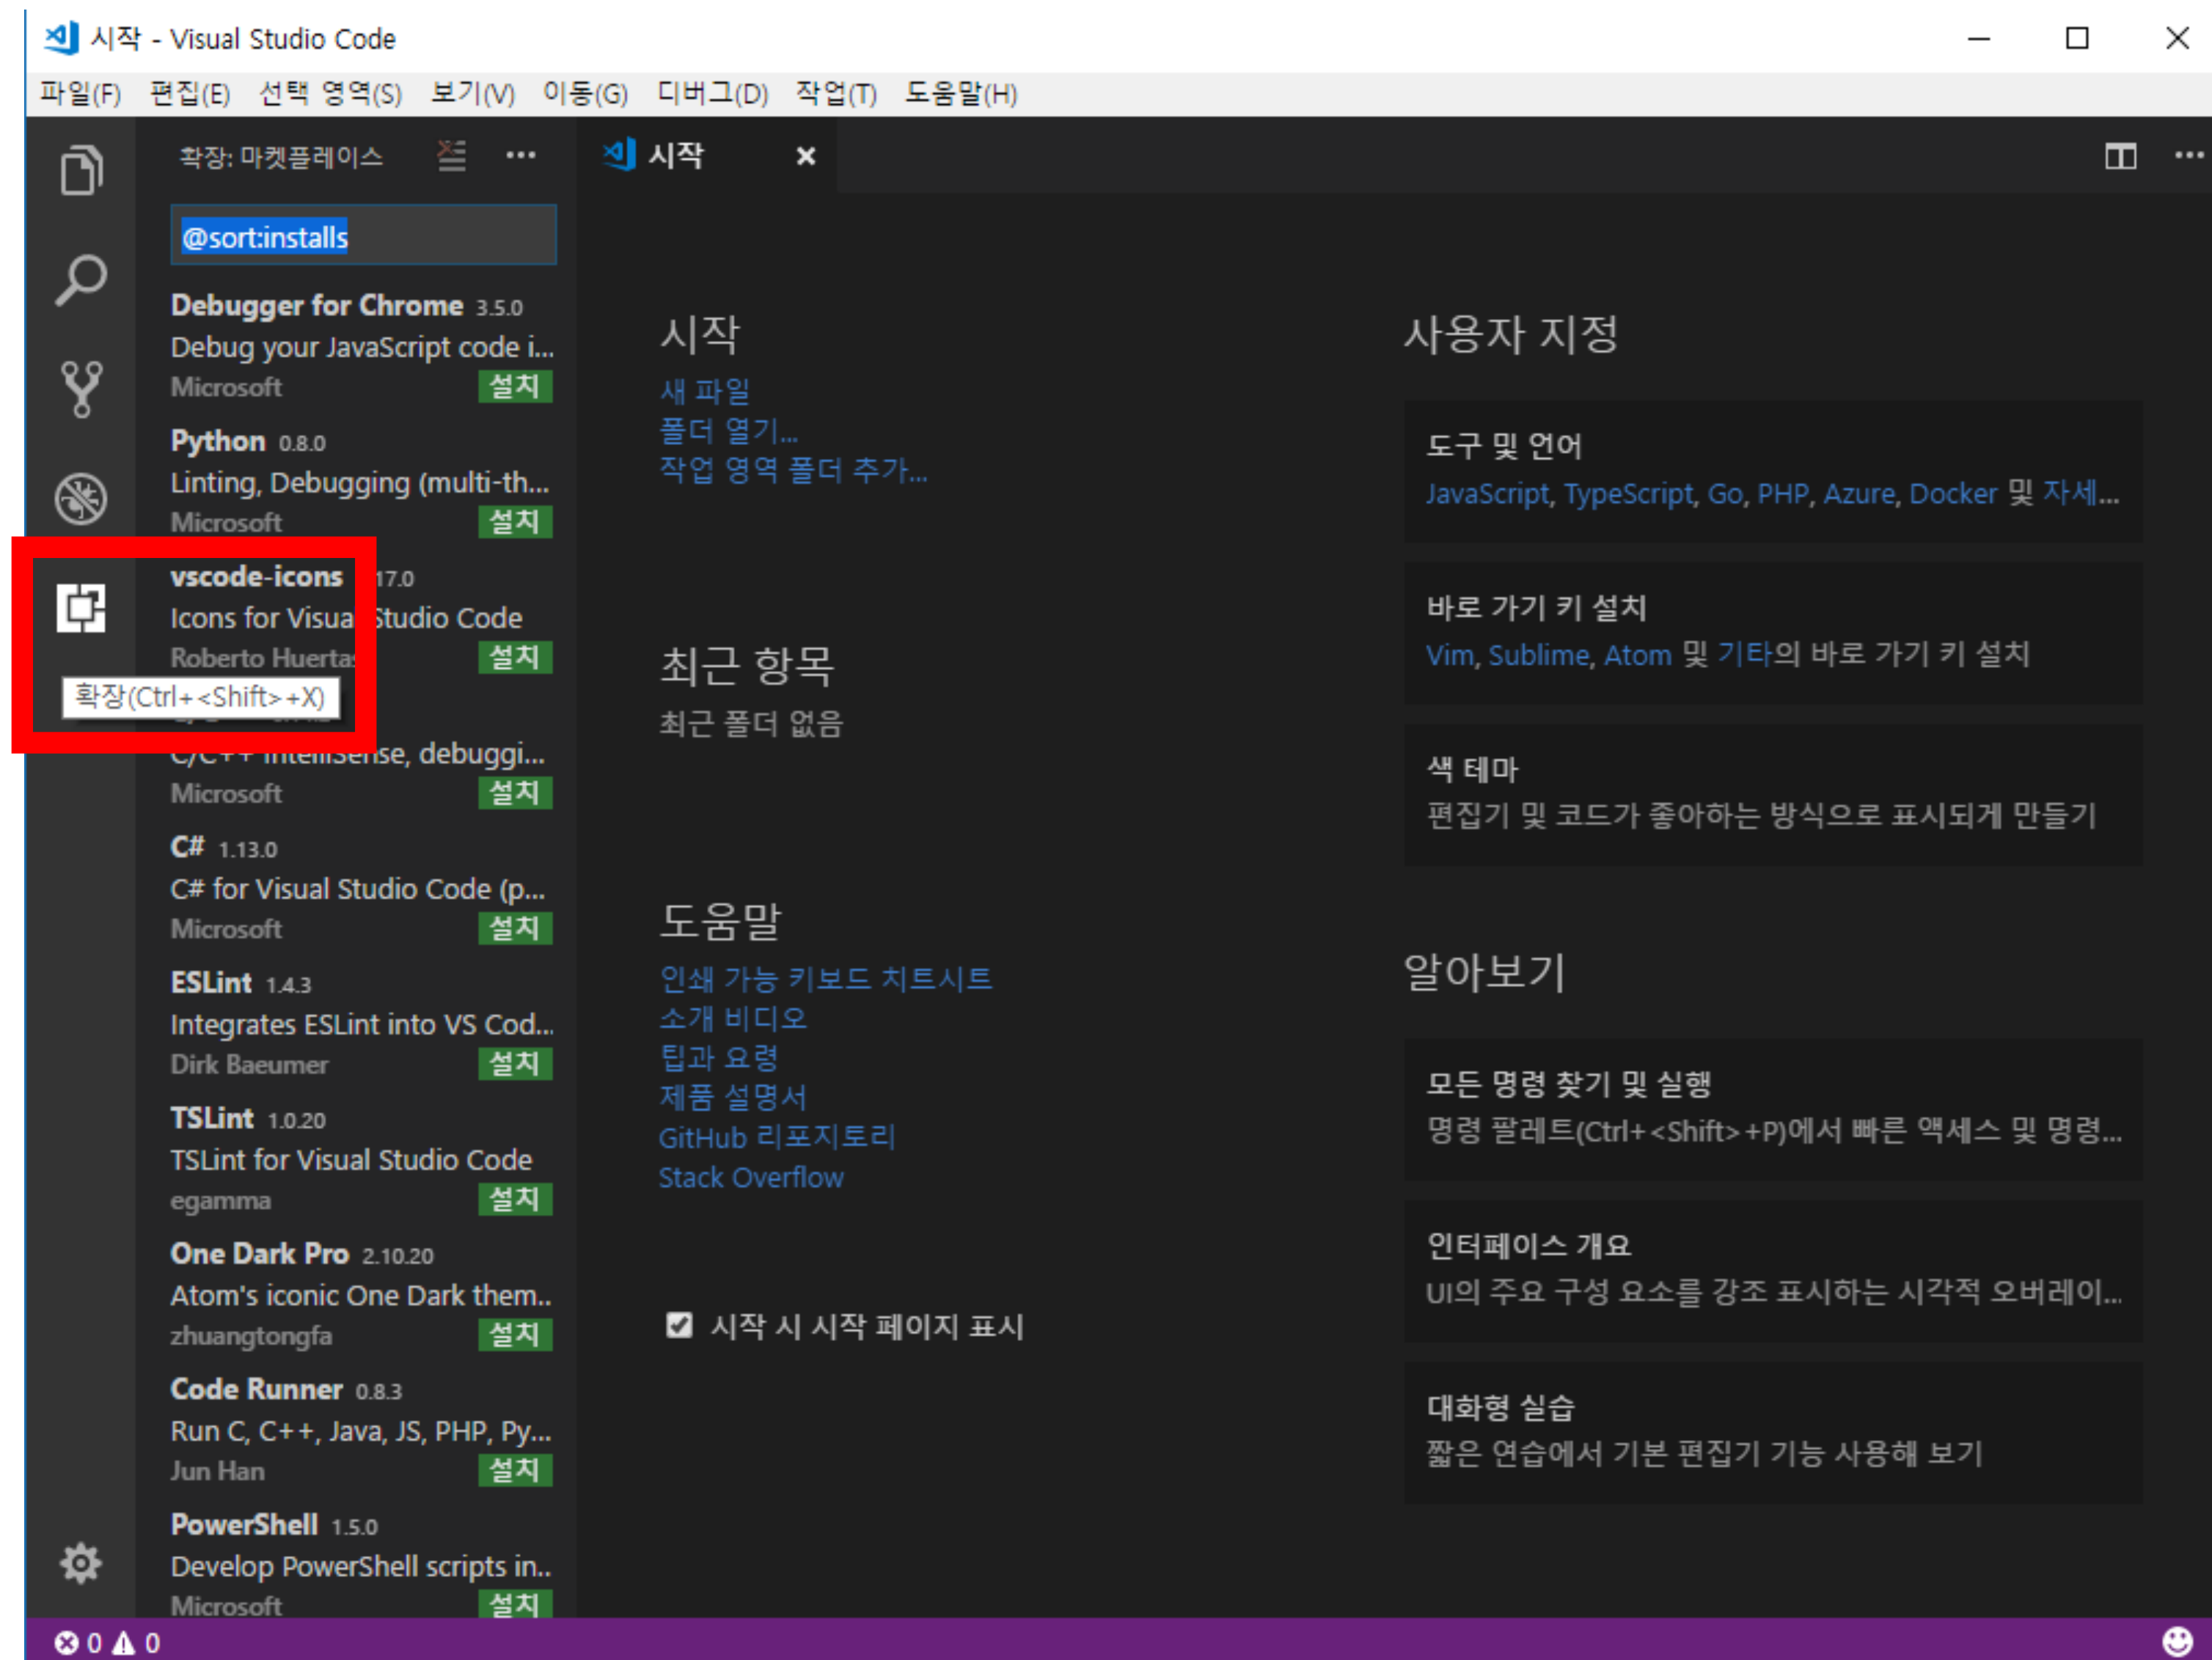 시작 - Visual Studio Code
파일(F) 편집(E) 선택 영역(S) 보기(V) 이동(G) 디버그(D) 작업(T) 도움말(H)
확장: 마켓플레이스
@sort:installs
Debugger for Chrome 3.5.0
Debug your JavaScript code i...
Microsoft 설치
Python 0.8.0
Linting, Debugging (multi-th...
Microsoft 설치
vscode-icons 17.0
Icons for Visual Studio Code
Roberto Huertas 설치
확장(Ctrl+<Shift>+X)
C/C++ IntelliSense, debuggi...
Microsoft 설치
C# 1.13.0
C# for Visual Studio Code (p...
Microsoft 설치
ESLint 1.4.3
Integrates ESLint into VS Cod...
Dirk Baeumer 설치
TSLint 1.0.20
TSLint for Visual Studio Code
egamma 설치
One Dark Pro 2.10.20
Atom's iconic One Dark them..
zhuangtongfa 설치
Code Runner 0.8.3
Run C, C++, Java, JS, PHP, Py...
Jun Han 설치
PowerShell 1.5.0
Develop PowerShell scripts in..
Microsoft 설치
시작
시작
새 파일
폴더 열기...
작업 영역 폴더 추가...
최근 항목
최근 폴더 없음
도움말
인쇄 가능 키보드 치트시트
소개 비디오
팁과 요령
제품 설명서
GitHub 리포지토리
Stack Overflow
시작 시 시작 페이지 표시
사용자 지정
도구 및 언어
JavaScript, TypeScript, Go, PHP, Azure, Docker 및 자세...
바로 가기 키 설치
Vim, Sublime, Atom 및 기타의 바로 가기 키 설치
색 테마
편집기 및 코드가 좋아하는 방식으로 표시되게 만들기
알아보기
모든 명령 찾기 및 실행
명령 팔레트(Ctrl+<Shift>+P)에서 빠른 액세스 및 명령...
인터페이스 개요
UI의 주요 구성 요소를 강조 표시하는 시각적 오버레이...
대화형 실습
짧은 연습에서 기본 편집기 기능 사용해 보기
0 0